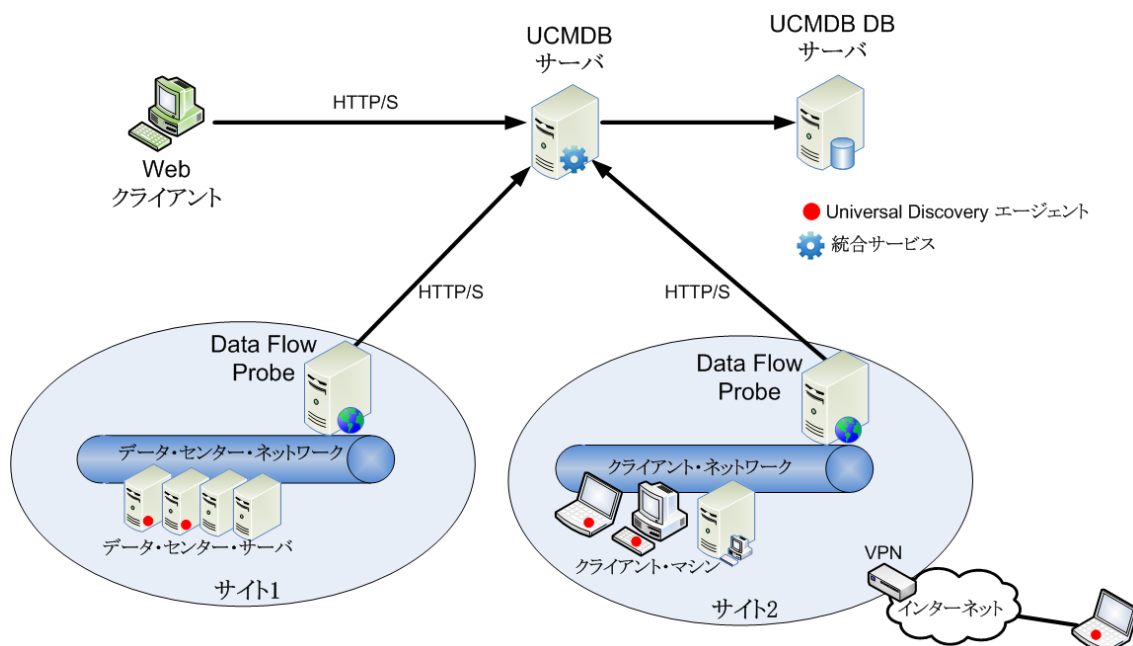 UCMDB
サーバ
UCMDB DB
サーバ
HTTP/S
Web
クライアント
Universal Discovery エージェント
統合サービス
HTTP/S
HTTP/S
Data Flow
Probe
Data Flow
Probe
データ・センター・ネットワーク
クライアント・ネットワーク
データ・センター・サーバ
クライアント・マシン
サイト1
サイト2
VPN
インターネット